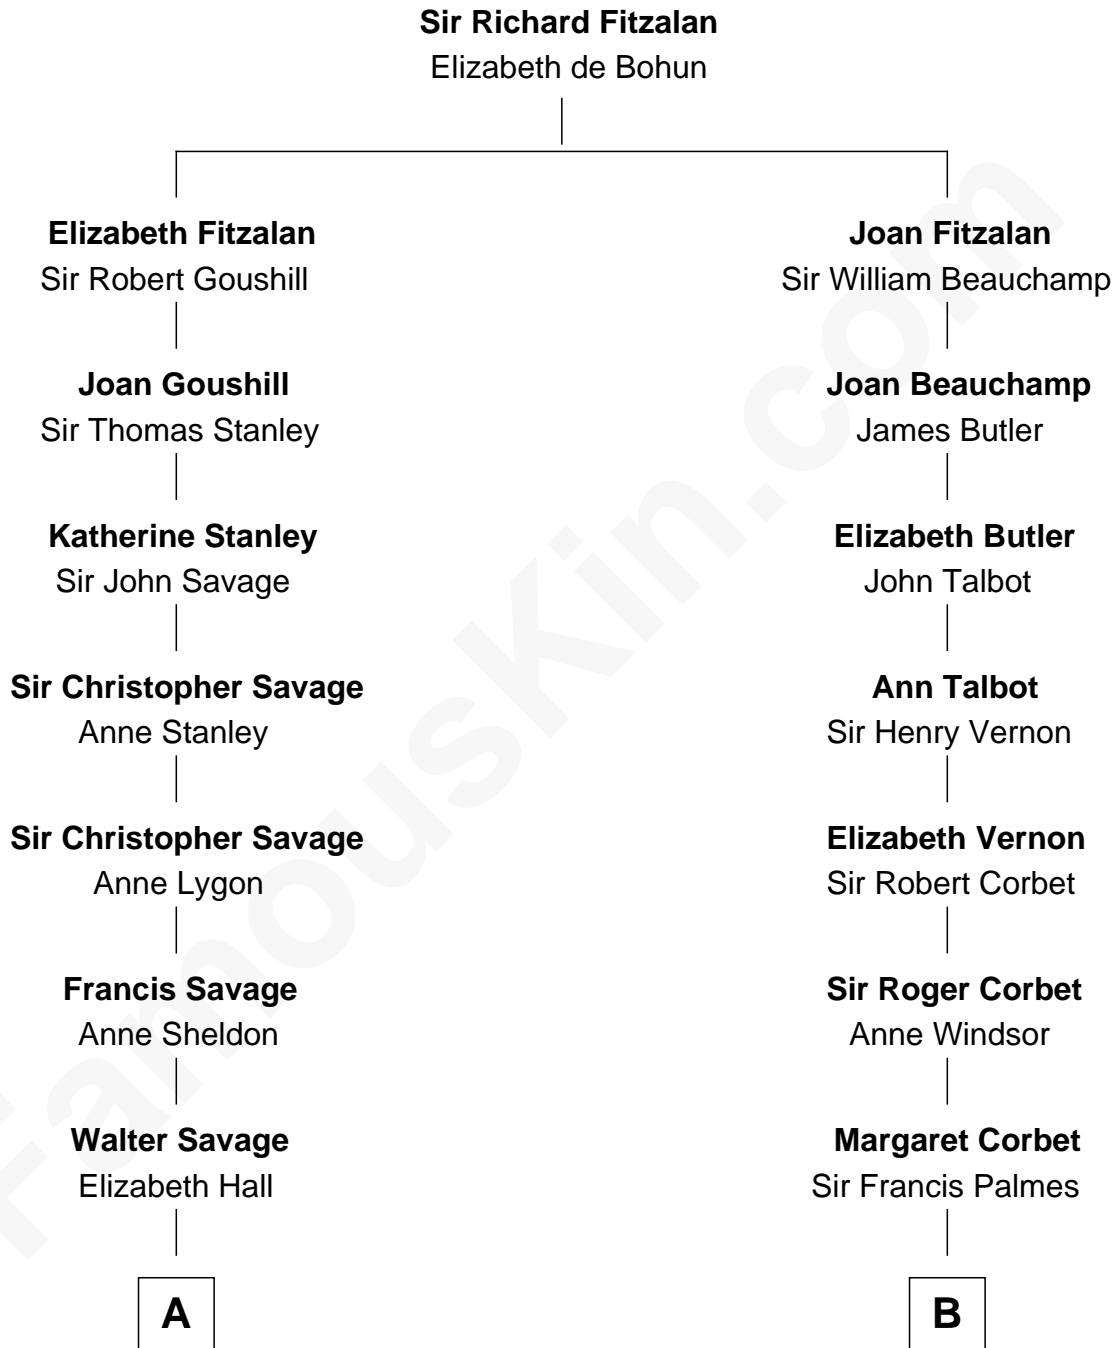 Sir Richard Fitzalan
Elizabeth de Bohun
Elizabeth Fitzalan
Sir Robert Goushill
Joan Fitzalan
Sir William Beauchamp
Joan Goushill
Sir Thomas Stanley
Joan Beauchamp
James Butler
Katherine Stanley
Sir John Savage
Elizabeth Butler
John Talbot
Sir Christopher Savage
Anne Stanley
Ann Talbot
Sir Henry Vernon
Sir Christopher Savage
Anne Lygon
Elizabeth Vernon
Sir Robert Corbet
Francis Savage
Anne Sheldon
Sir Roger Corbet
Anne Windsor
Walter Savage
Elizabeth Hall
Margaret Corbet
Sir Francis Palmes
A
B
FamousKin.com